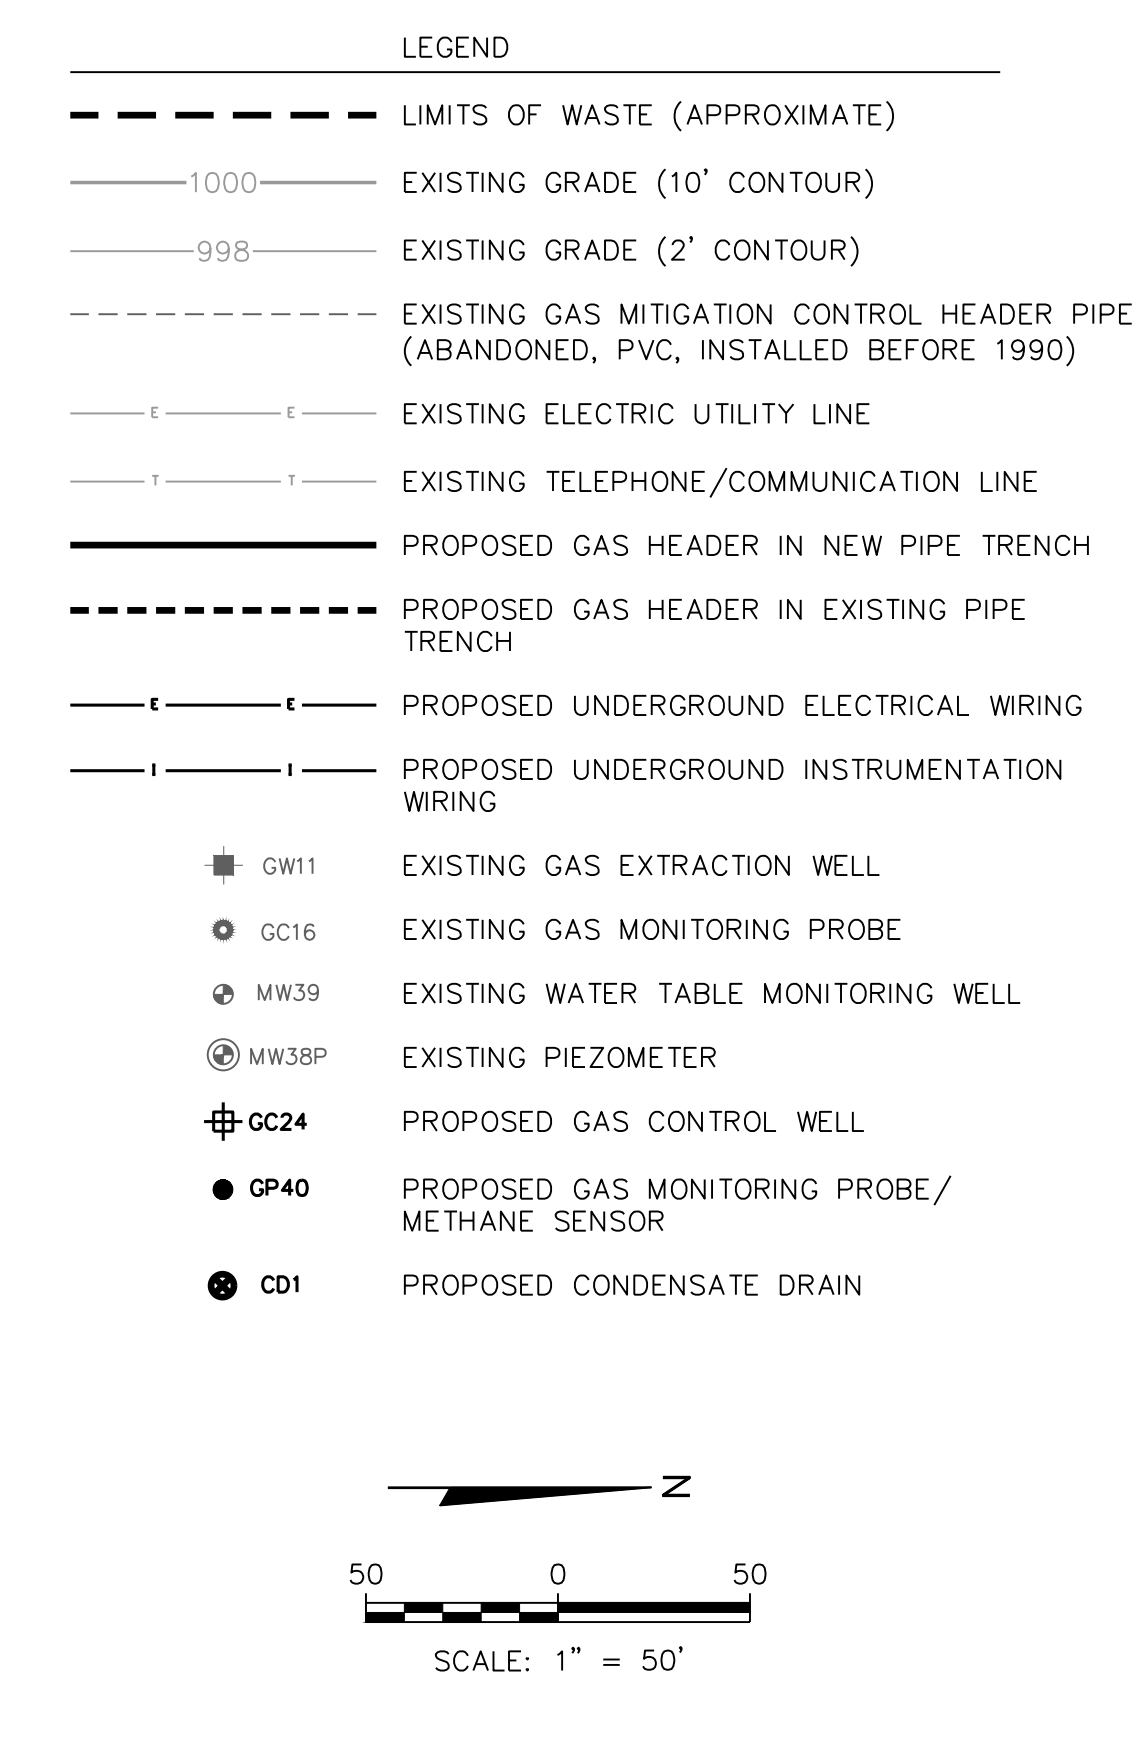 LEGEND
LIMITS OF WASTE (APPROXIMATE)
1000 EXISTING GRADE (10' CONTOUR)
998 EXISTING GRADE (2' CONTOUR)
EXISTING GAS MITIGATION CONTROL HEADER PIPE
(ABANDONED, PVC, INSTALLED BEFORE 1990)
E E EXISTING ELECTRIC UTILITY LINE
T T EXISTING TELEPHONE/COMMUNICATION LINE
PROPOSED GAS HEADER IN NEW PIPE TRENCH
PROPOSED GAS HEADER IN EXISTING PIPE
TRENCH
E E PROPOSED UNDERGROUND ELECTRICAL WIRING
I I PROPOSED UNDERGROUND INSTRUMENTATION
WIRING
GW11 EXISTING GAS EXTRACTION WELL
GC16 EXISTING GAS MONITORING PROBE
MW39 EXISTING WATER TABLE MONITORING WELL
MW38P EXISTING PIEZOMETER
GC24 PROPOSED GAS CONTROL WELL
GP40 PROPOSED GAS MONITORING PROBE/
METHANE SENSOR
CD1 PROPOSED CONDENSATE DRAIN
N
50 0 50
SCALE: 1" = 50'